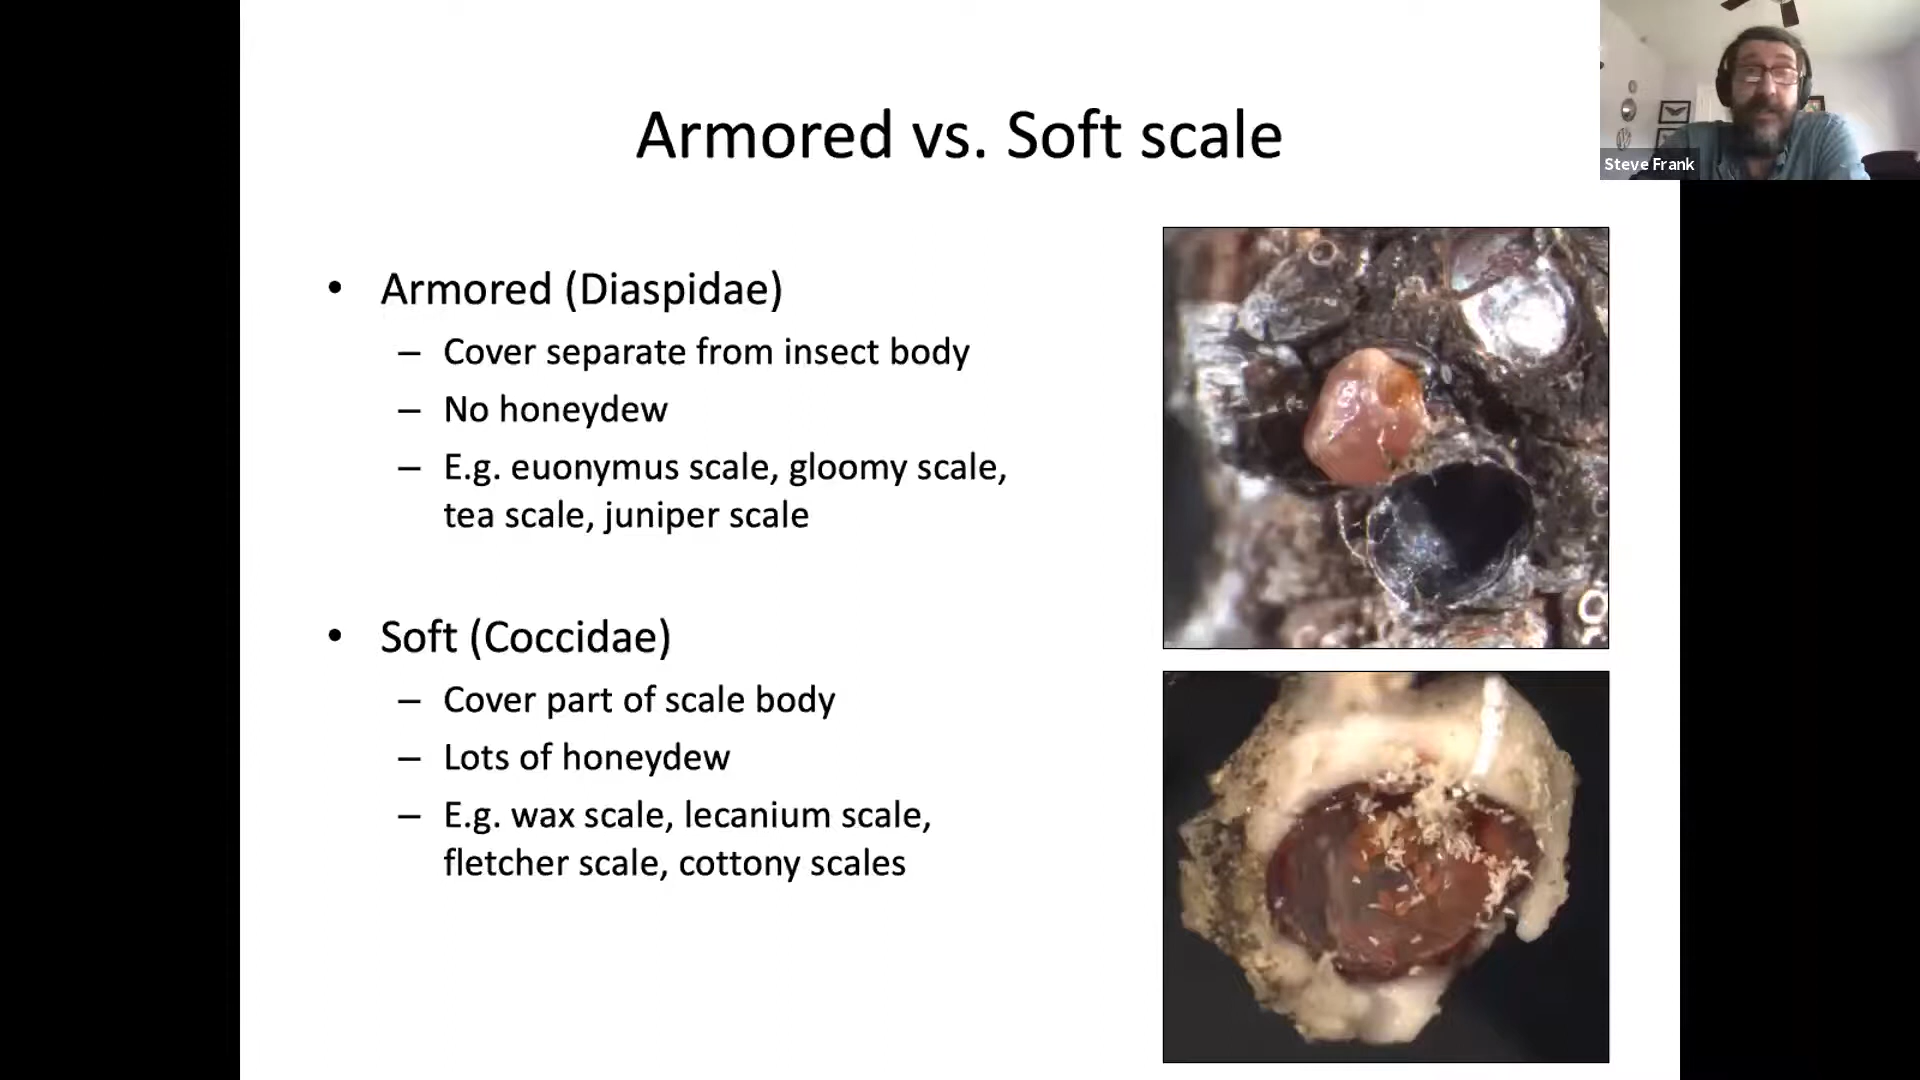 Armored vs. Soft scale
Steve Frank
• Armored (Diaspidae)
– Cover separate from insect body
– No honeydew
– E.g. euonymus scale, gloomy scale,
tea scale, juniper scale
• Soft (Coccidae)
– Cover part of scale body
– Lots of honeydew
– E.g. wax scale, lecanium scale,
fletcher scale, cottony scales